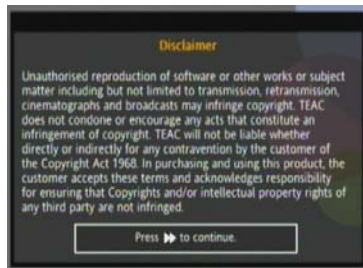 Disclaimer
Unauthorised reproduction of software or other works or subject
matter including but not limited to transmission, retransmission,
cinematographs and broadcasts may infringe copyright. TEAC
does not condone or encourage any acts that constitute an
infringement of copyright. TEAC will not be liable whether
directly or indirectly for any contravention by the customer of
the Copyright Act 1968. In purchasing and using this product, the
customer accepts these terms and acknowledges responsibility
for ensuring that Copyrights and/or intellectual property rights of
any third party are not infringed.
Press ▶▶ to continue.